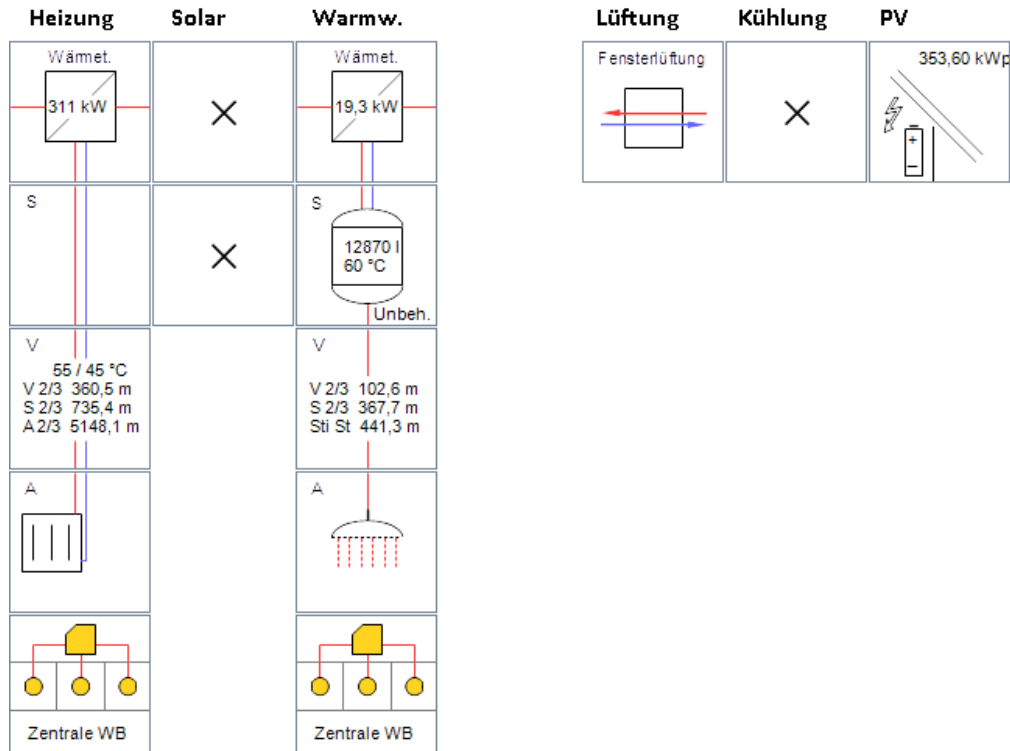 Heizung
Solar
Warmw.
Lüftung
Kühlung
PV
Wärmet.
311 kW
Wärmet.
19,3 kW
Fensterlüftung
353,60 kWp
+
−
S
S
12870 l
60 °C
Unbeh.
V
55 / 45 °C
V 2/3 360,5 m
S 2/3 735,4 m
A 2/3 5148,1 m
V
V 2/3 102,6 m
S 2/3 367,7 m
Sti St 441,3 m
A
A
Zentrale WB
Zentrale WB